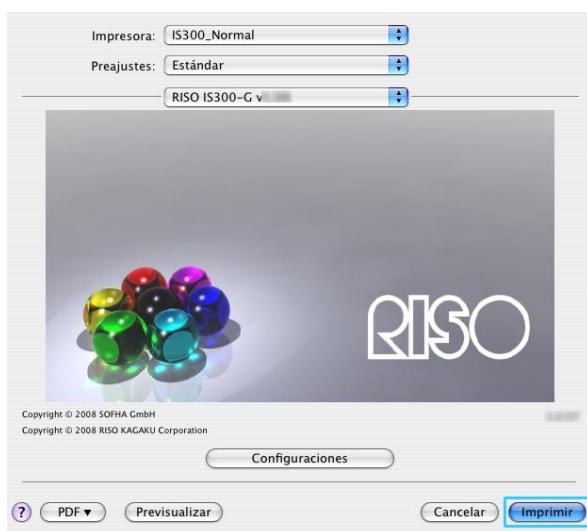 Impresora: IS300_Normal
Preajustes: Estándar
RISO IS300-G v
RISO
Copyright © 2008 SOFHA GmbH
Copyright © 2008 RISO KAGAKU Corporation
Configuraciones
? PDF▼ Previsualizar Cancelar Imprimir